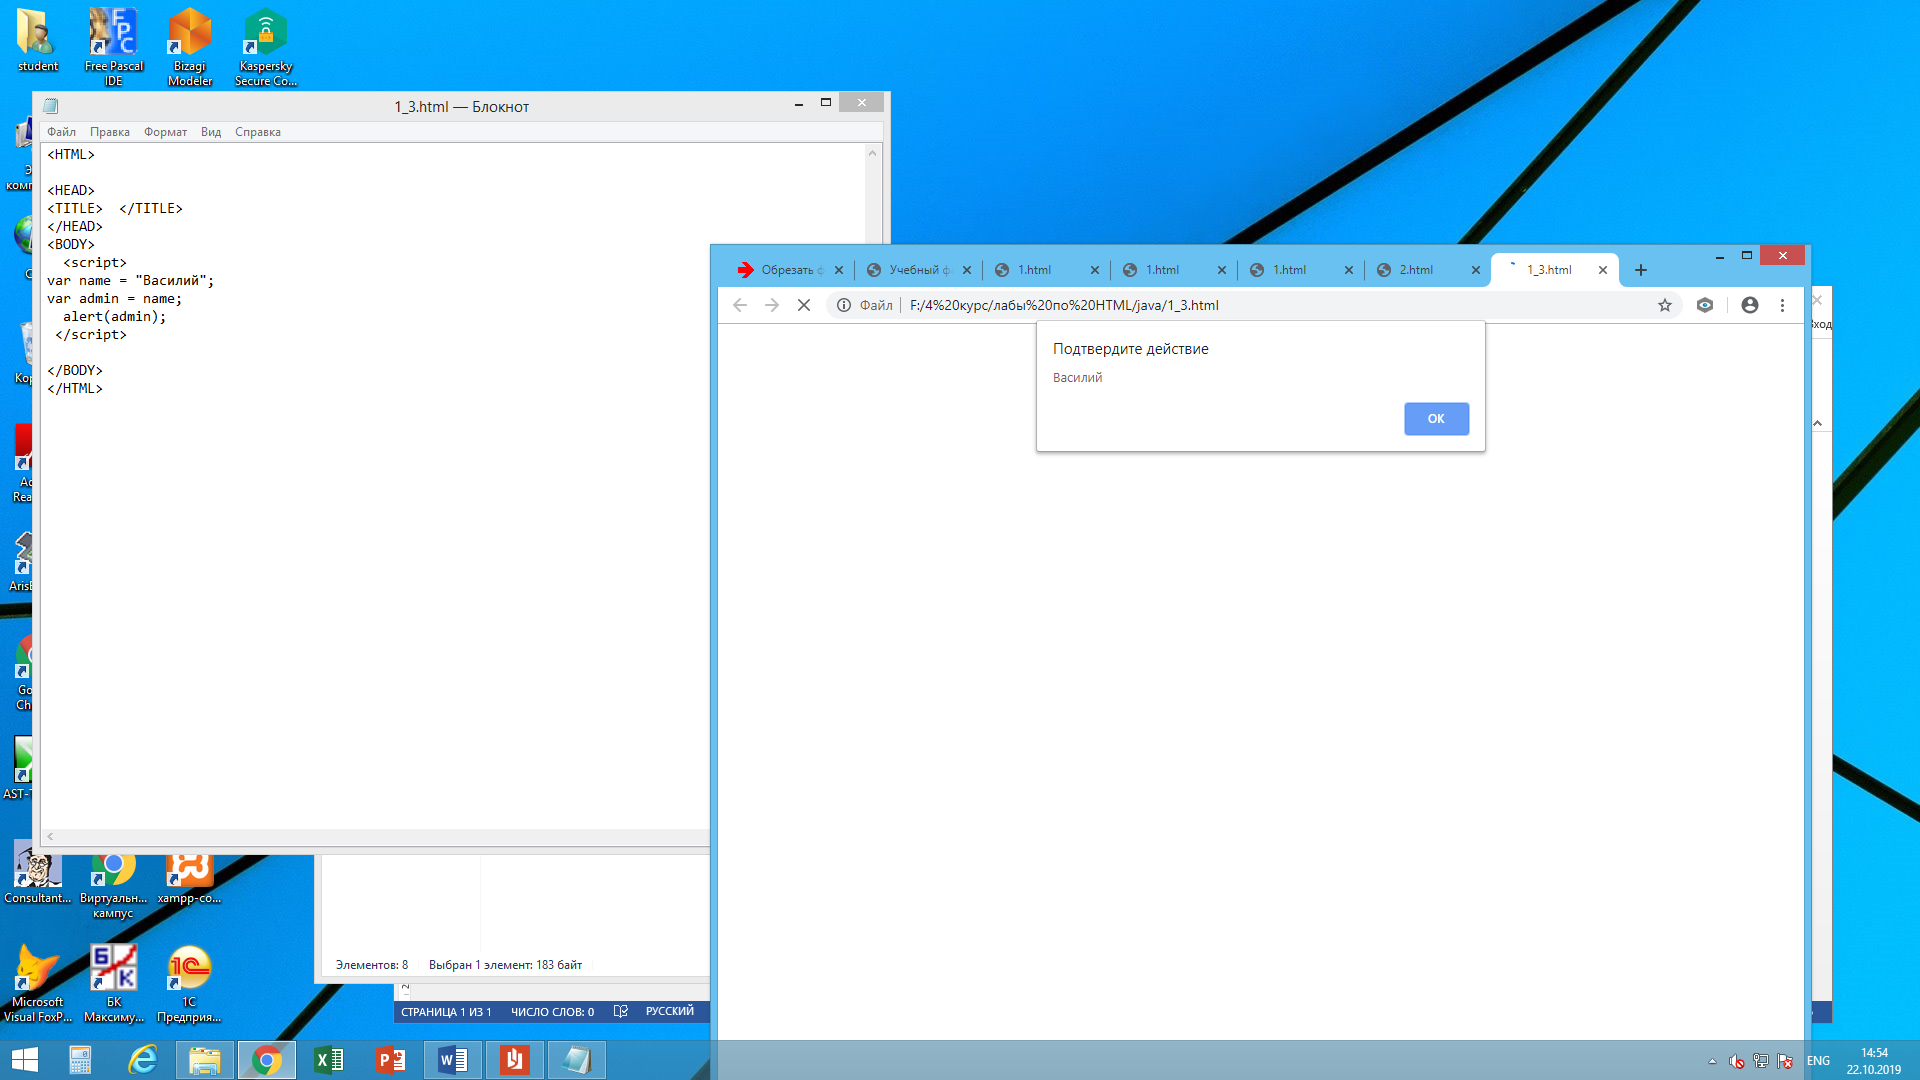 student
Free Pascal
IDE
Bizagi
Modeler
Kaspersky
Secure Co...
1_3.html — Блокнот
Файл Правка Формат Вид Справка
<HTML>
<HEAD>
<TITLE>  </TITLE>
</HEAD>
<BODY>
<script>
var name = "Василий";
var admin = name;
alert(admin);
</script>
</BODY>
</HTML>
Обрезать ф
Учебный ф
1.html
1.html
1.html
2.html
1_3.html
Файл F:/4%20курс/лабы%20по%20HTML/java/1_3.html
Подтвердите действие
Василий
ОК
Вход
Consultant...
Виртуальн...
кампус
xampp-co...
Элементов: 8 Выбран 1 элемент: 183 байт
Microsoft
Visual FoxP...
БК
Максиму...
1С
Предприя...
СТРАНИЦА 1 ИЗ 1 ЧИСЛО СЛОВ: 0 РУССКИЙ
ENG
14:54
22.10.2019